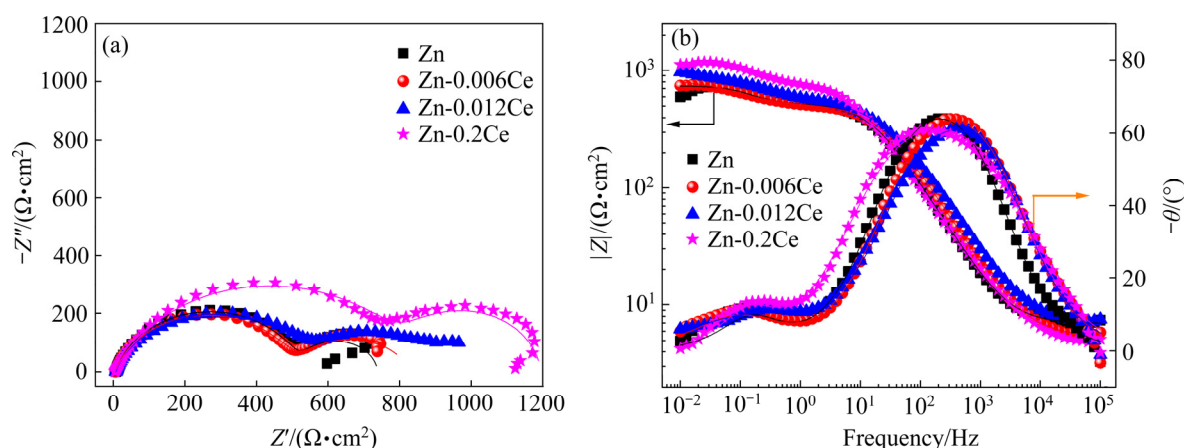 (a)
Zn
Zn-0.006Ce
Zn-0.012Ce
Zn-0.2Ce
1200
1000
800
600
400
200
0
−Z″/(Ω•cm²)
0 200 400 600 800 1000 1200
Z′/(Ω•cm²)
(b)
Zn
Zn-0.006Ce
Zn-0.012Ce
Zn-0.2Ce
10³
10²
10¹
|Z|/(Ω•cm²)
80
60
40
20
0
−θ/(°)
10⁻² 10⁻¹ 10⁰ 10¹ 10² 10³ 10⁴ 10⁵
Frequency/Hz